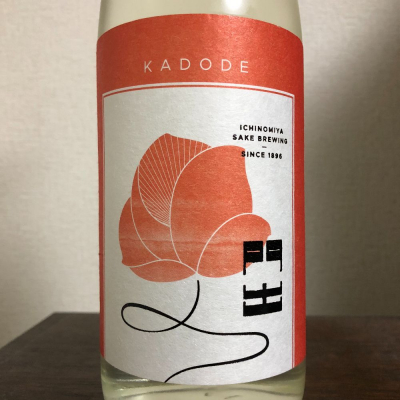 KADODE
ICHINOMIYA
SAKE BREWING
—
SINCE 1896
門出